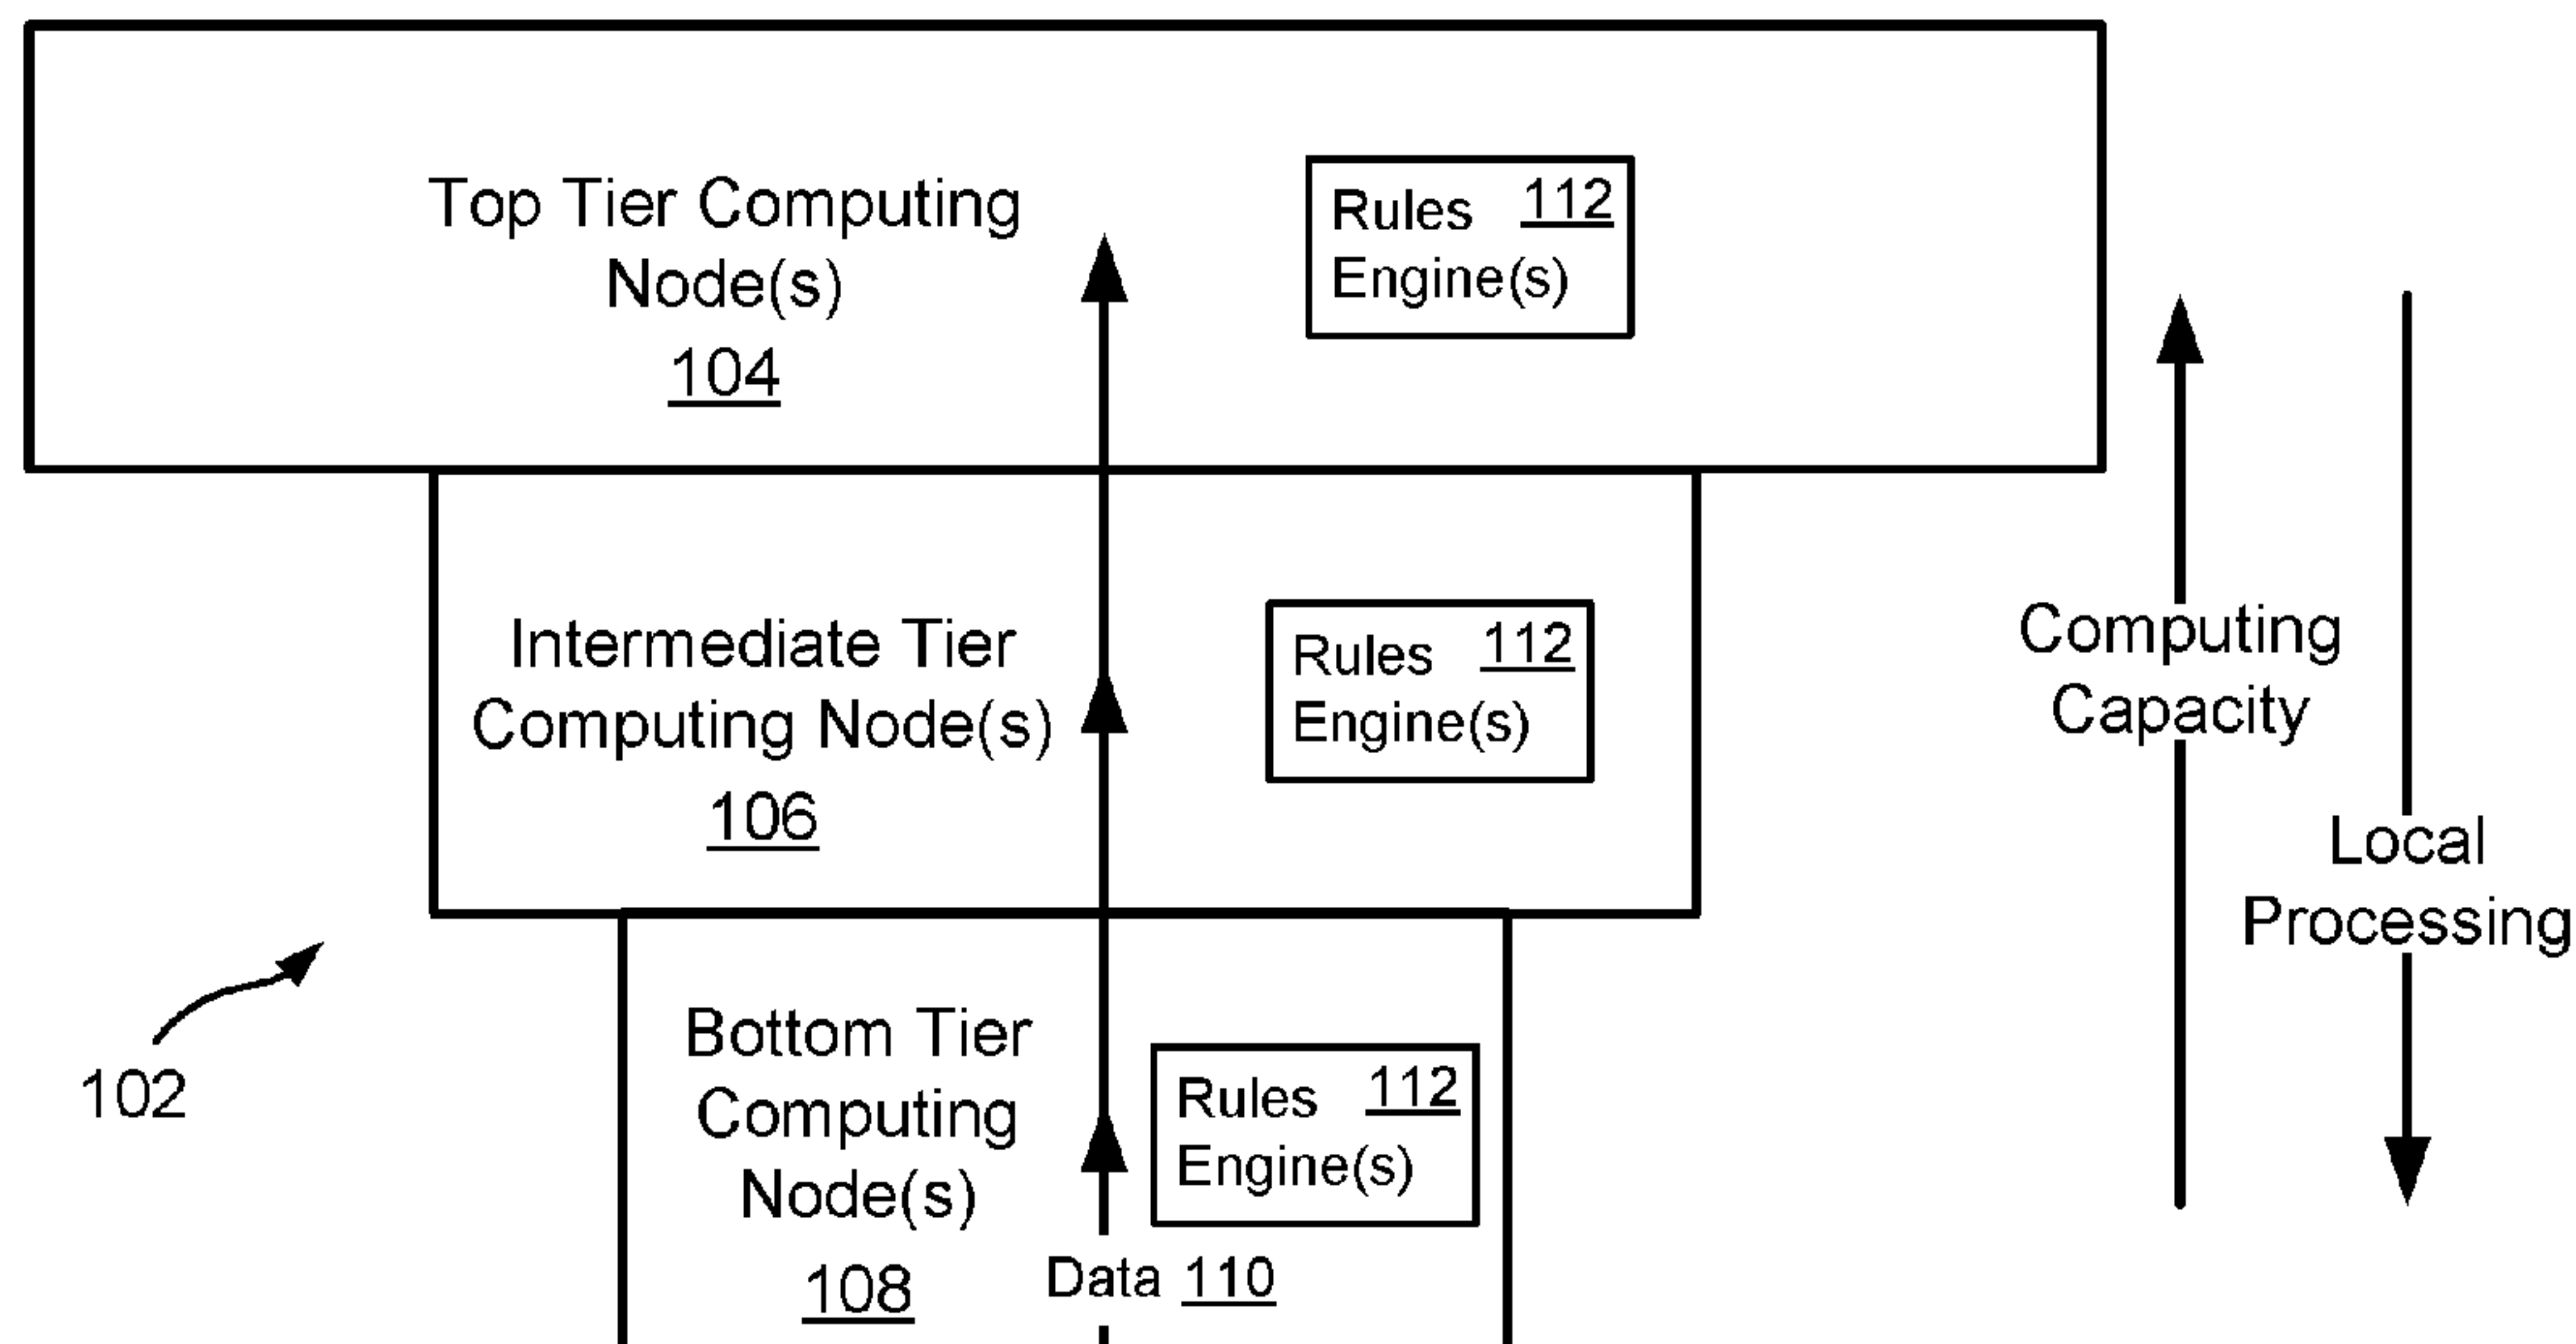 Top Tier Computing
Node(s)
104
Rules 112
Engine(s)
Intermediate Tier
Computing Node(s)
106
Rules 112
Engine(s)
Computing
Capacity
Local
Processing
102
Bottom Tier
Computing
Node(s)
108
Rules 112
Engine(s)
Data 110